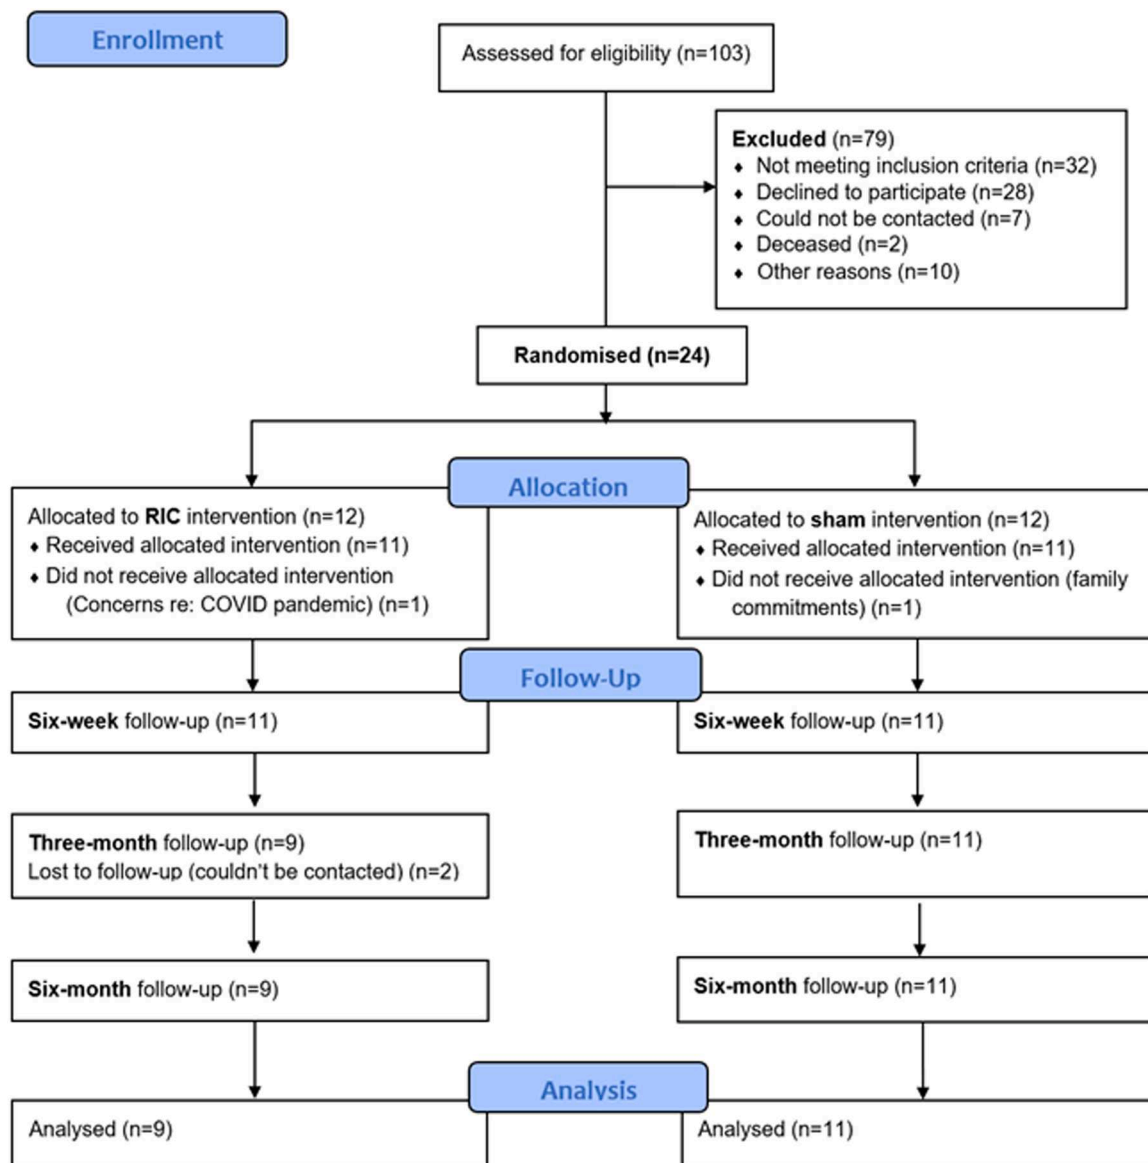 Enrollment
Assessed for eligibility (n=103)
Excluded (n=79)
♦ Not meeting inclusion criteria (n=32)
♦ Declined to participate (n=28)
♦ Could not be contacted (n=7)
♦ Deceased (n=2)
♦ Other reasons (n=10)
Randomised (n=24)
Allocation
Allocated to RIC intervention (n=12)
♦ Received allocated intervention (n=11)
♦ Did not receive allocated intervention
(Concerns re: COVID pandemic) (n=1)
Allocated to sham intervention (n=12)
♦ Received allocated intervention (n=11)
♦ Did not receive allocated intervention (family
commitments) (n=1)
Follow-Up
Six-week follow-up (n=11)
Six-week follow-up (n=11)
Three-month follow-up (n=9)
Lost to follow-up (couldn't be contacted) (n=2)
Three-month follow-up (n=11)
Six-month follow-up (n=9)
Six-month follow-up (n=11)
Analysis
Analysed (n=9)
Analysed (n=11)